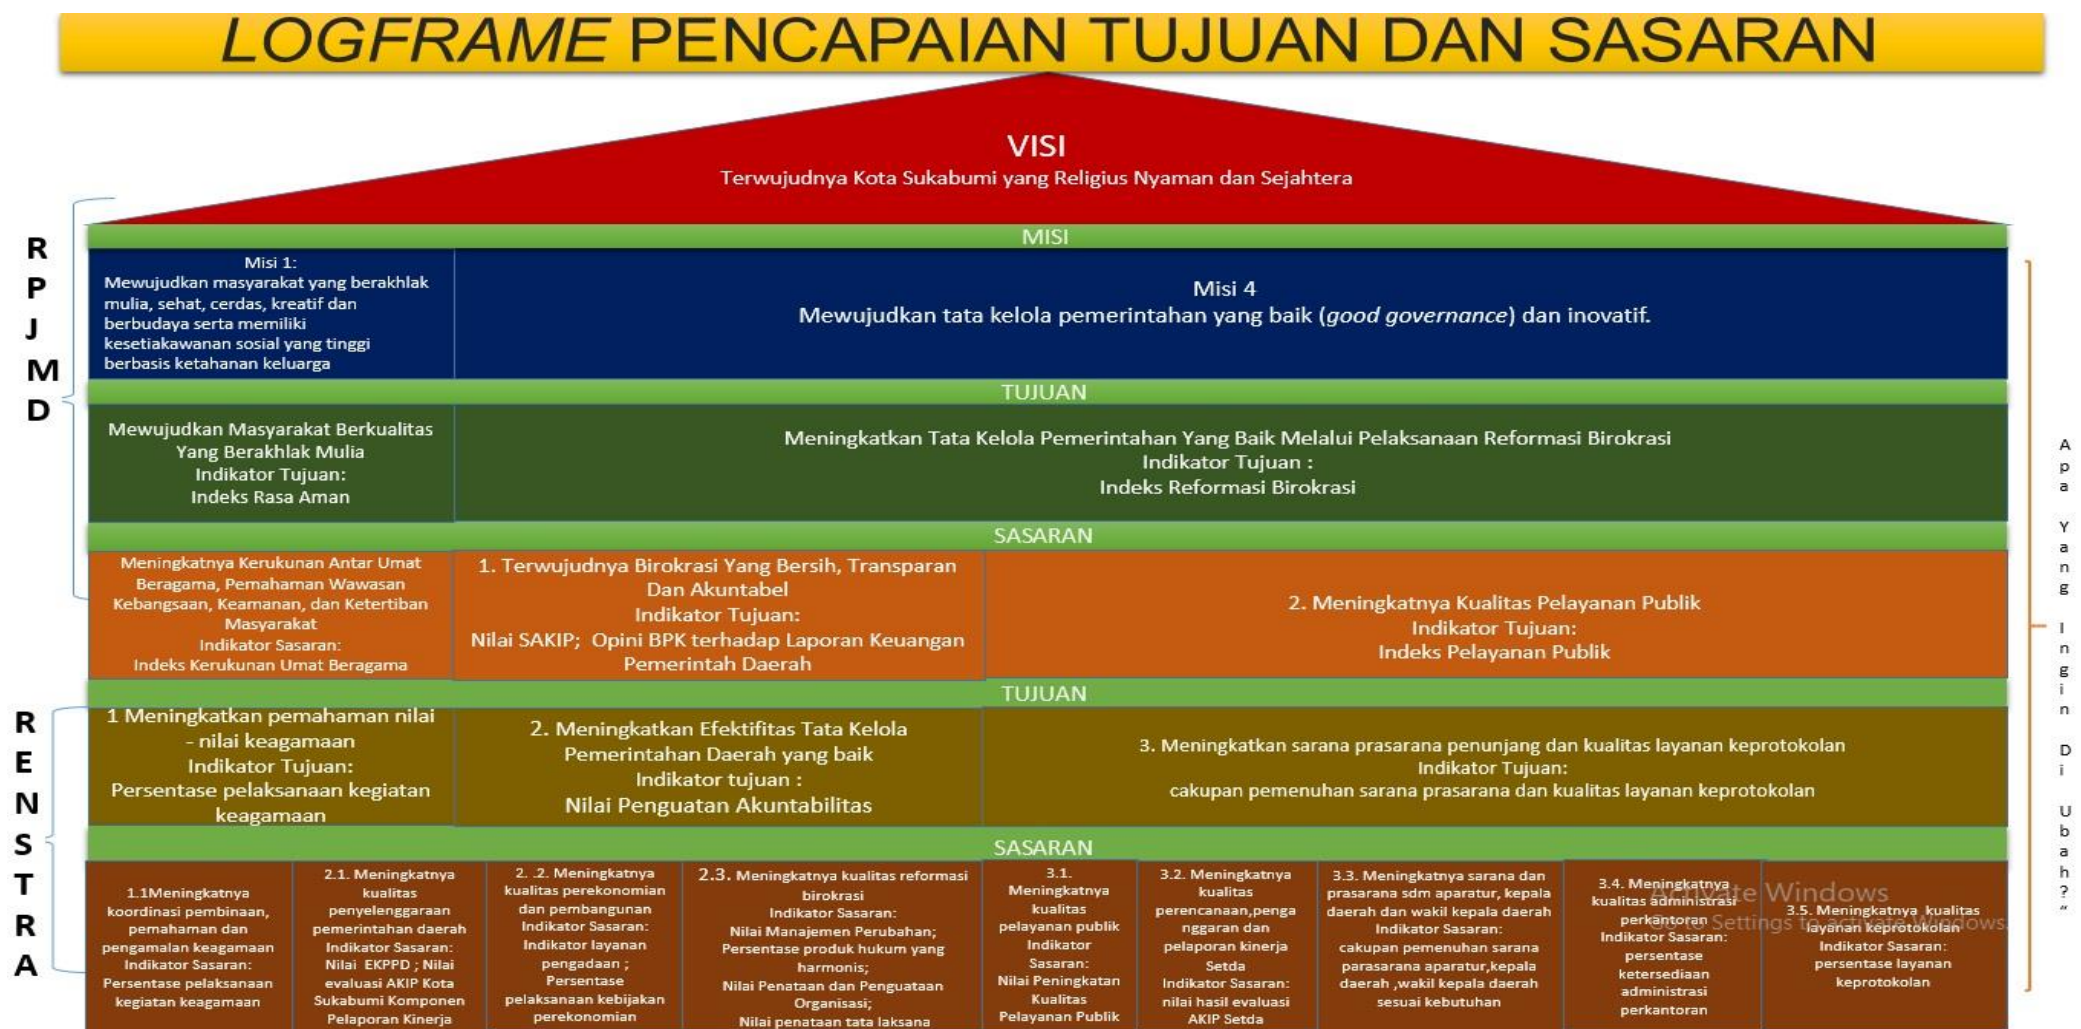 LOGFRAME PENCAPAIAN TUJUAN DAN SASARAN
VISI
Terwujudnya Kota Sukabumi yang Religius Nyaman dan Sejahtera
RPJMD
MISI
Misi 1:
Mewujudkan masyarakat yang berakhlak
mulia, sehat, cerdas, kreatif dan
berbudaya serta memiliki
kesetiakawanan sosial yang tinggi
berbasis ketahanan keluarga
Misi 4
Mewujudkan tata kelola pemerintahan yang baik (good governance) dan inovatif.
TUJUAN
Mewujudkan Masyarakat Berkualitas
Yang Berakhlak Mulia
Indikator Tujuan:
Indeks Rasa Aman
Meningkatkan Tata Kelola Pemerintahan Yang Baik Melalui Pelaksanaan Reformasi Birokrasi
Indikator Tujuan :
Indeks Reformasi Birokrasi
SASARAN
Meningkatnya Kerukunan Antar Umat
Beragama, Pemahaman Wawasan
Kebangsaan, Keamanan, dan Ketertiban
Masyarakat
Indikator Sasaran:
Indeks Kerukunan Umat Beragama
1. Terwujudnya Birokrasi Yang Bersih, Transparan
Dan Akuntabel
Indikator Tujuan:
Nilai SAKIP; Opini BPK terhadap Laporan Keuangan
Pemerintah Daerah
2. Meningkatnya Kualitas Pelayanan Publik
Indikator Tujuan:
Indeks Pelayanan Publik
RENSTRA
TUJUAN
1 Meningkatkan pemahaman nilai
- nilai keagamaan
Indikator Tujuan:
Persentase pelaksanaan kegiatan
keagamaan
2. Meningkatkan Efektifitas Tata Kelola
Pemerintahan Daerah yang baik
Indikator tujuan :
Nilai Penguatan Akuntabilitas
3. Meningkatkan sarana prasarana penunjang dan kualitas layanan keprotokolan
Indikator Tujuan:
cakupan pemenuhan sarana prasarana dan kualitas layanan keprotokolan
SASARAN
1.1Meningkatnya
koordinasi pembinaan,
pemahaman dan
pengamalan keagamaan
Indikator Sasaran:
Persentase pelaksanaan
kegiatan keagamaan
2.1. Meningkatnya
kualitas
penyelenggaraan
pemerintahan daerah
Indikator Sasaran:
Nilai EKPPD ; Nilai
evaluasi AKIP Kota
Sukabumi Komponen
Pelaporan Kinerja
2. .2. Meningkatnya
kualitas perekonomian
dan pembangunan
Indikator Sasaran:
Indikator layanan
pengadaan ;
Persentase
pelaksanaan kebijakan
perekonomian
2.3. Meningkatnya kualitas reformasi
birokrasi
Indikator Sasaran:
Nilai Manajemen Perubahan;
Persentase produk hukum yang
harmonis;
Nilai Penataan dan Penguatan
Organisasi;
Nilai penataan tata laksana
3.1.
Meningkatnya
kualitas
pelayanan publik
Indikator
Sasaran:
Nilai Peningkatan
Kualitas
Pelayanan Publik
3.2. Meningkatnya
kualitas
perencanaan,penga
nggaran dan
pelaporan kinerja
Setda
Indikator Sasaran:
nilai hasil evaluasi
AKIP Setda
3.3. Meningkatnya sarana dan
prasarana sdm aparatur, kepala
daerah dan wakil kepala daerah
Indikator Sasaran:
cakupan pemenuhan sarana
parasarana aparatur,kepala
daerah ,wakil kepala daerah
sesuai kebutuhan
3.4. Meningkatnya
kualitas administrasi
perkantoran
Indikator Sasaran:
persentase
ketersediaan
administrasi
perkantoran
3.5. Meningkatnya kualitas
layanan keprotokolan
Indikator Sasaran:
persentase layanan
keprotokolan
Activate Windows
Go to Settings to activate Windows.
Apa Yang Ingin Di Ubah?"